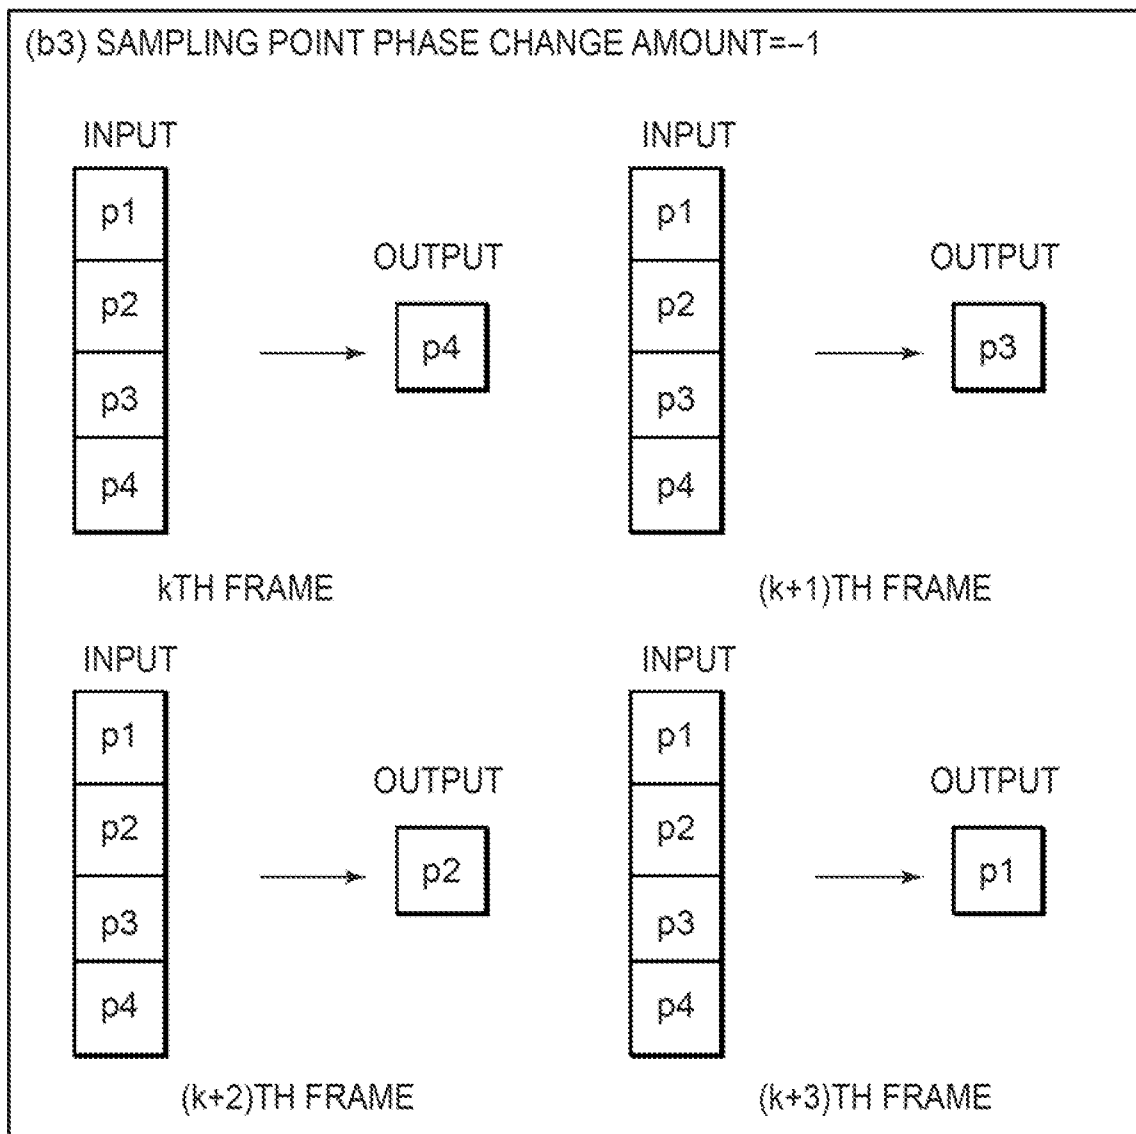 (b3) SAMPLING POINT PHASE CHANGE AMOUNT=−1
INPUT
p1
p2
p3
p4
OUTPUT
p4
kTH FRAME
INPUT
p1
p2
p3
p4
OUTPUT
p3
(k+1)TH FRAME
INPUT
p1
p2
p3
p4
OUTPUT
p2
(k+2)TH FRAME
INPUT
p1
p2
p3
p4
OUTPUT
p1
(k+3)TH FRAME